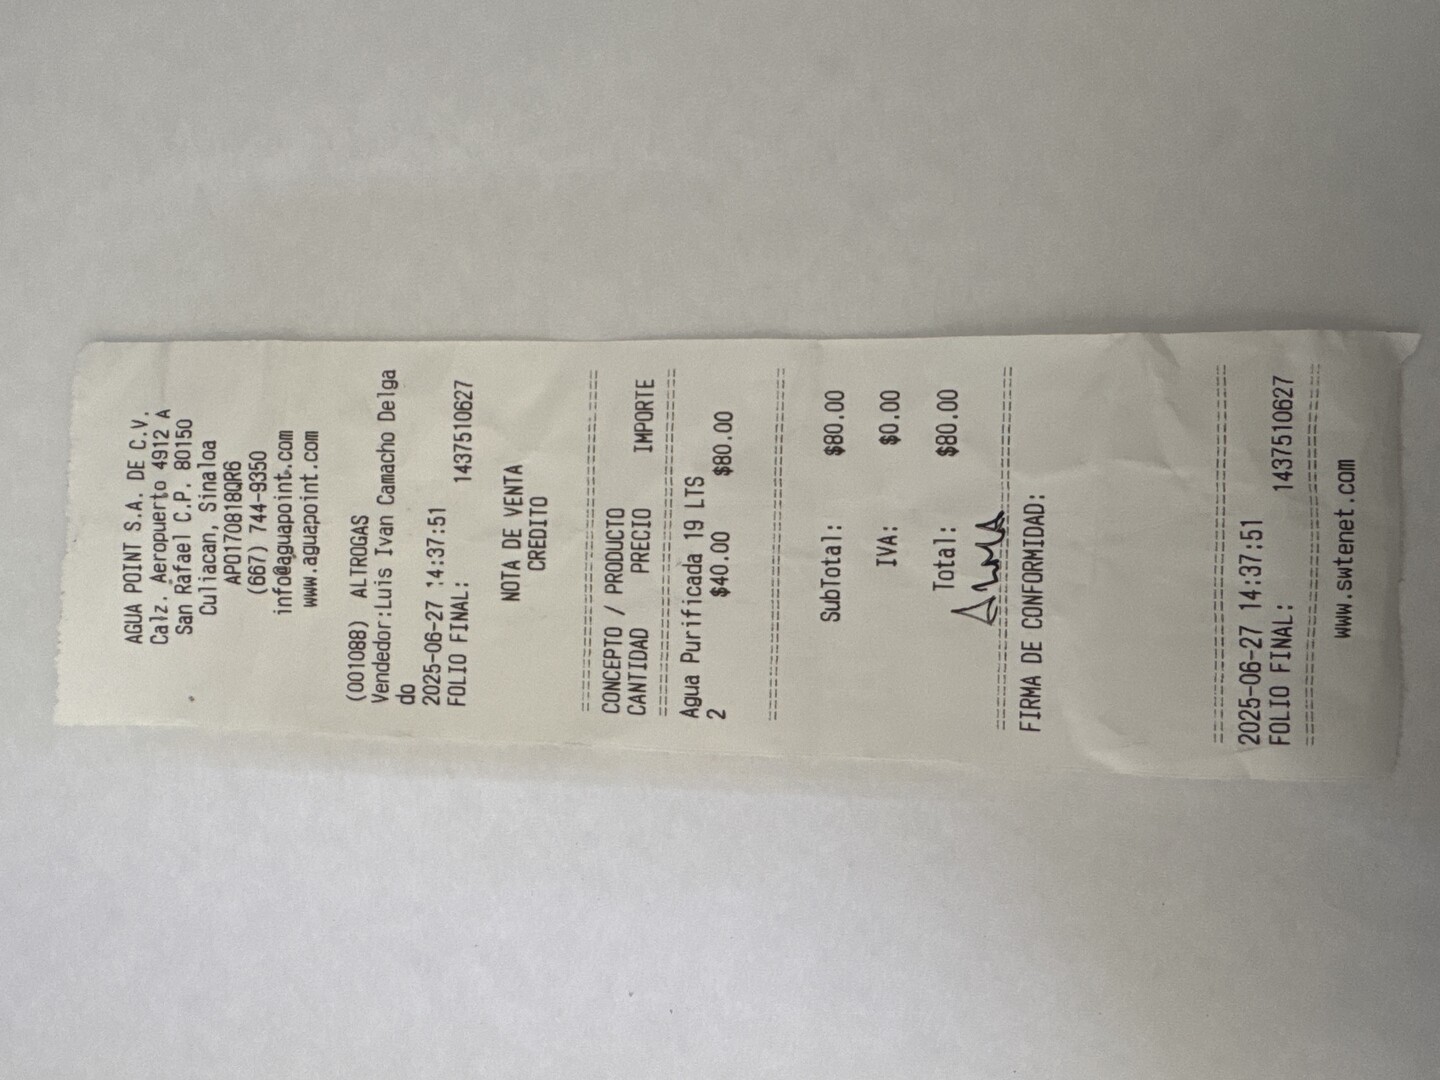 AGUA POINT S.A. DE C.V.
Calz. Aeropuerto 4912 A
San Rafael C.P. 80150
Culiacan, Sinaloa
APO170818QR6
(667) 744-9350
info@aguapoint.com
www.aguapoint.com
(001088) ALTROGAS
Vendedor:Luis Ivan Camacho Delga
do
2025-06-27 14:37:51
FOLIO FINAL: 1437510627
NOTA DE VENTA
CREDITO
================================
CONCEPTO / PRODUCTO
CANTIDAD PRECIO IMPORTE
================================
Agua Purificada 19 LTS
2 $40.00 $80.00
================================
SubTotal: $80.00
IVA: $0.00
Total: $80.00
================================
FIRMA DE CONFORMIDAD:
================================
2025-06-27 14:37:51
FOLIO FINAL: 1437510627
================================
www.swtenet.com